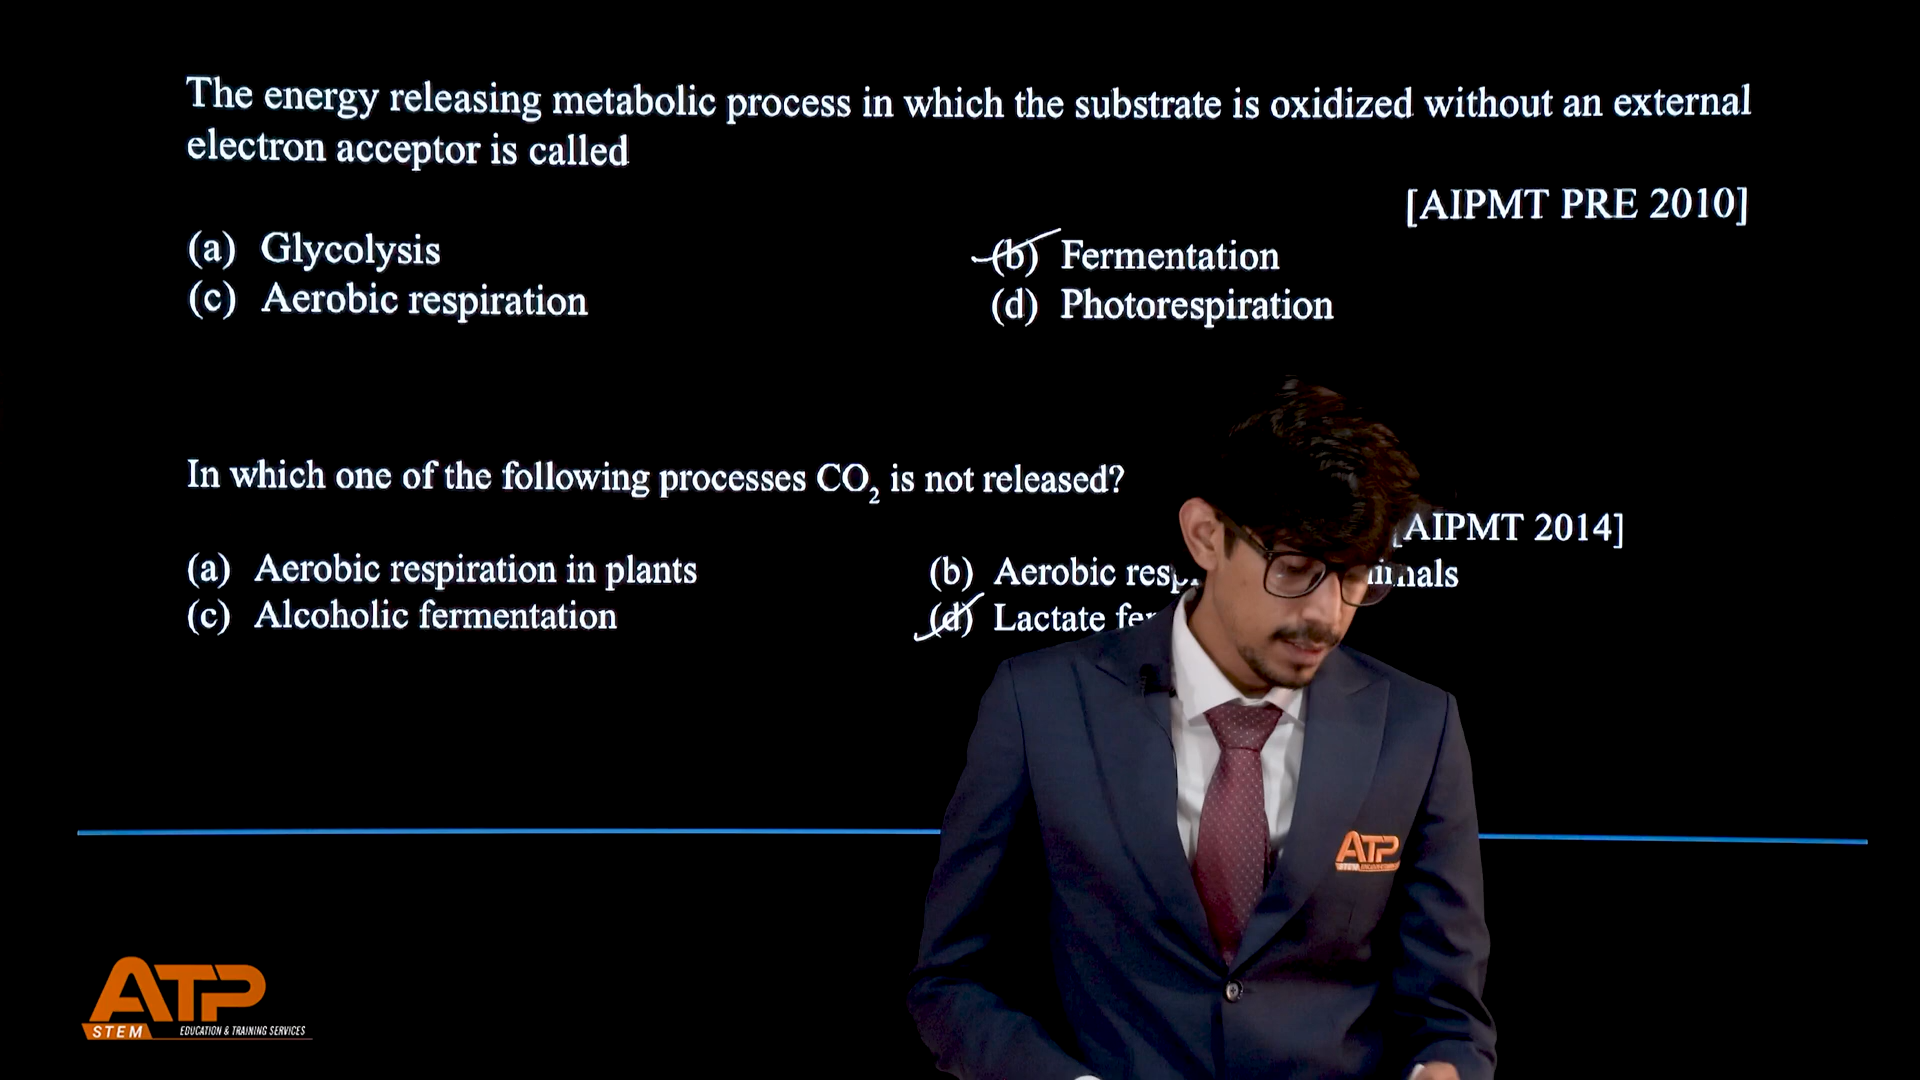 The energy releasing metabolic process in which the substrate is oxidized without an external
electron acceptor is called
[AIPMT PRE 2010]
(a) Glycolysis (b) Fermentation
(c) Aerobic respiration (d) Photorespiration
In which one of the following processes CO₂ is not released?
[AIPMT 2014]
(a) Aerobic respiration in plants (b) Aerobic
(c) Alcoholic fermentation (d) Lactate
ATP
STEM
ATP
STEM EDUCATION & TRAINING SERVICES